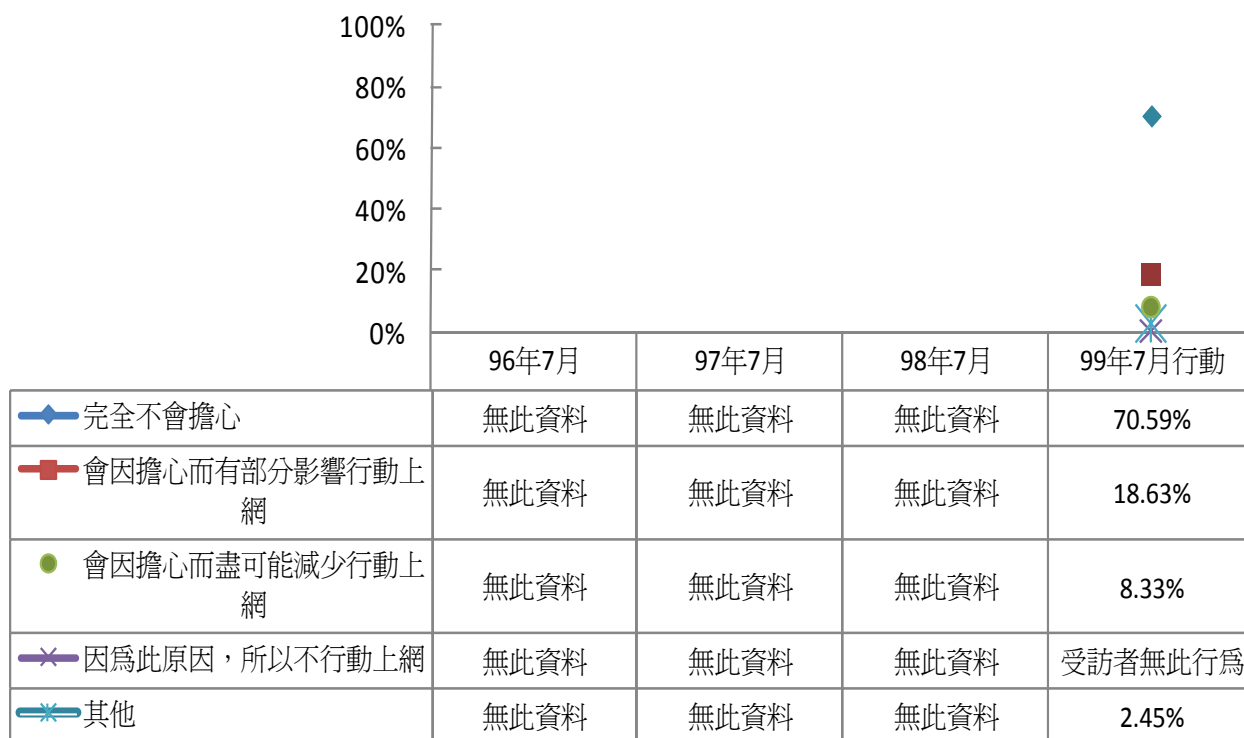 100%
80%
60%
40%
20%
0%
96年7月 97年7月 98年7月 99年7月行動
完全不會擔心 無此資料 無此資料 無此資料 70.59%
會因擔心而有部分影響行動上
網 無此資料 無此資料 無此資料 18.63%
會因擔心而盡可能減少行動上
網 無此資料 無此資料 無此資料 8.33%
因爲此原因，所以不行動上網 無此資料 無此資料 無此資料 受訪者無此行爲
其他 無此資料 無此資料 無此資料 2.45%